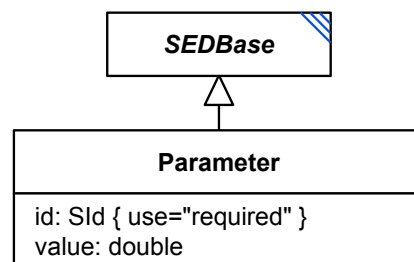 SEDBase
Parameter
id: SId { use="required" }
value: double